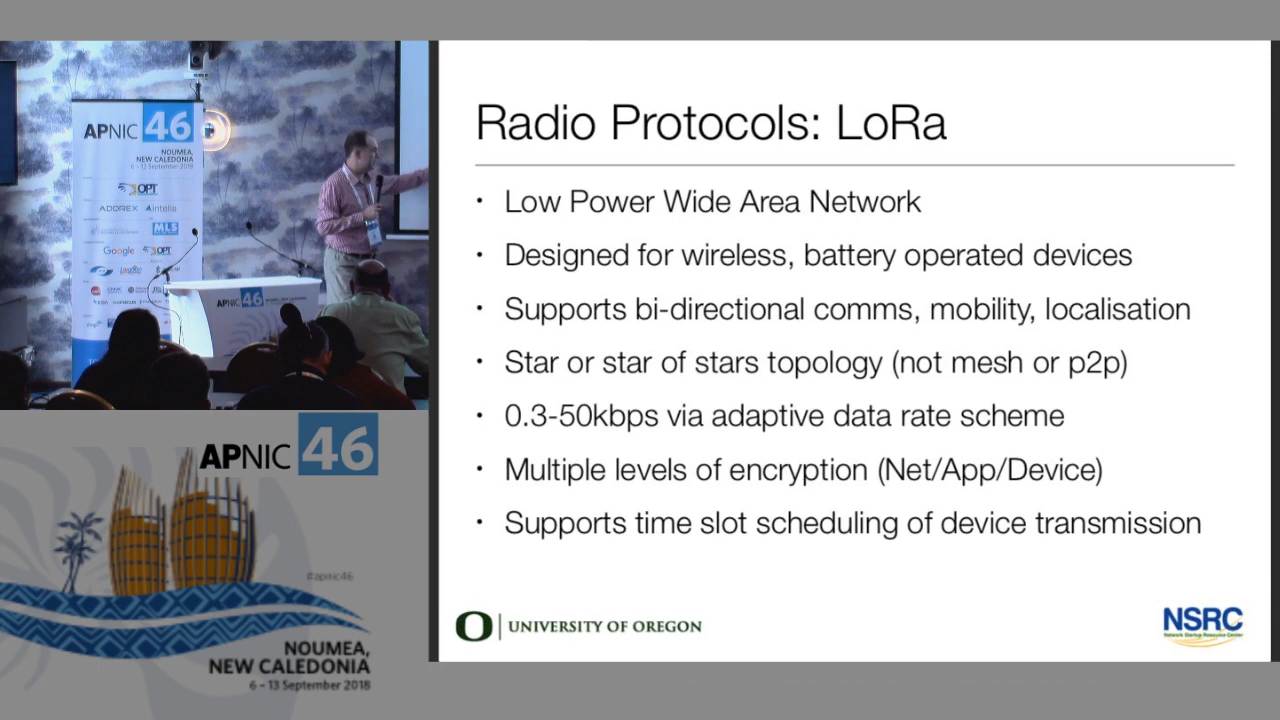 APNIC 46
NOUMEA,
NEW CALEDONIA
6 – 13 September 2018
OPT
ADDREX
intelia
MLS
Google
OPT
APNIC 46
Radio Protocols: LoRa
• Low Power Wide Area Network
• Designed for wireless, battery operated devices
• Supports bi-directional comms, mobility, localisation
• Star or star of stars topology (not mesh or p2p)
• 0.3-50kbps via adaptive data rate scheme
• Multiple levels of encryption (Net/App/Device)
• Supports time slot scheduling of device transmission
O | UNIVERSITY OF OREGON
NSRC
Network Startup Resource Center
APNIC 46
#apnic46
NOUMEA,
NEW CALEDONIA
6 – 13 September 2018